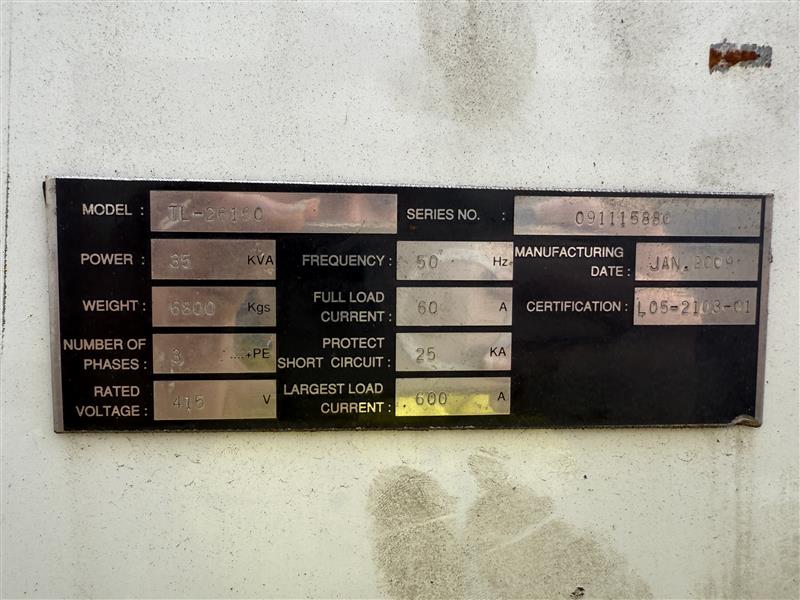 MODEL : TL-26160 SERIES NO. : 091115880
POWER : 35 KVA FREQUENCY : 50 Hz MANUFACTURING DATE : JAN.2009
WEIGHT : 6800 Kgs FULL LOAD CURRENT : 60 A CERTIFICATION : L05-2103-01
NUMBER OF PHASES : 3 ....+PE PROTECT SHORT CIRCUIT : 25 KA
RATED VOLTAGE : 415 V LARGEST LOAD CURRENT : 600 A